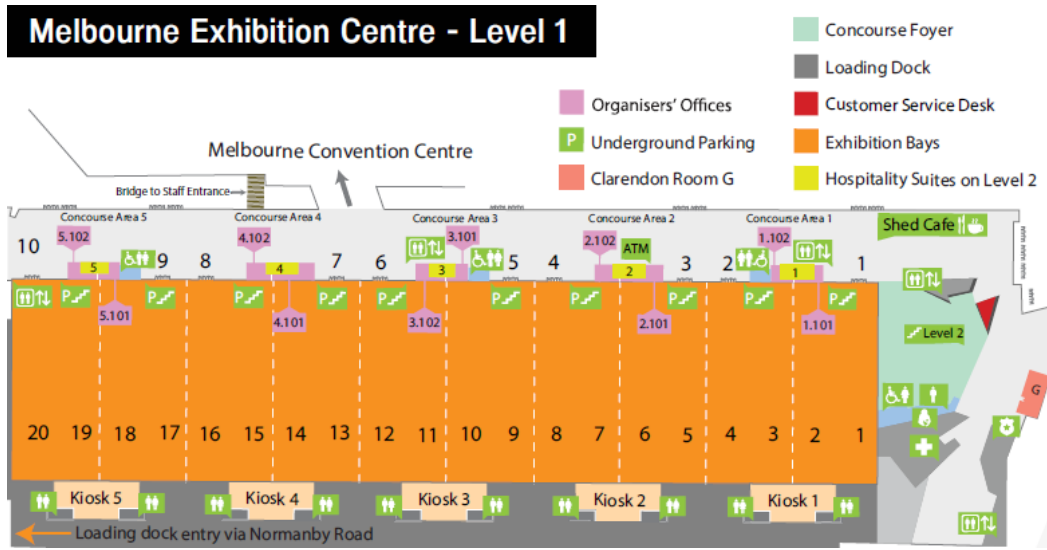 Melbourne Exhibition Centre - Level 1
Concourse Foyer
Loading Dock
Organisers' Offices
Customer Service Desk
P Underground Parking
Exhibition Bays
Clarendon Room G
Hospitality Suites on Level 2
Melbourne Convention Centre
Bridge to Staff Entrance
Concourse Area 5
Concourse Area 4
Concourse Area 3
Concourse Area 2
Concourse Area 1
Shed Cafe
10
5.102
9
8
4.102
7
6
3.101
5
4
2.102
ATM
3
2
1.102
1
5
4
3
2
1
P
P
P
P
P
P
P
P
P
P
5.101
4.101
3.102
2.101
1.101
Level 2
G
20 19 18 17 16 15 14 13 12 11 10 9 8 7 6 5 4 3 2 1
Kiosk 5
Kiosk 4
Kiosk 3
Kiosk 2
Kiosk 1
Loading dock entry via Normanby Road